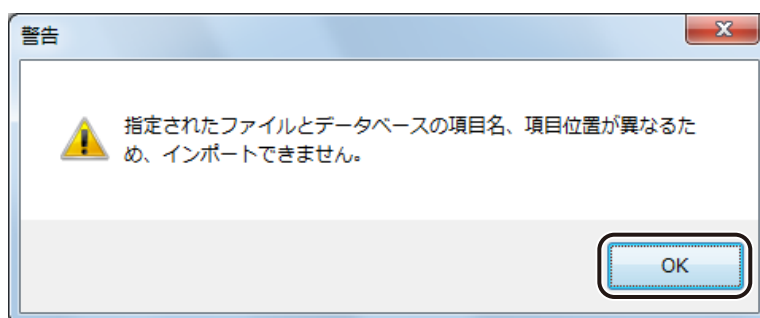 警告
指定されたファイルとデータベースの項目名、項目位置が異なるた
め、インポートできません。
OK